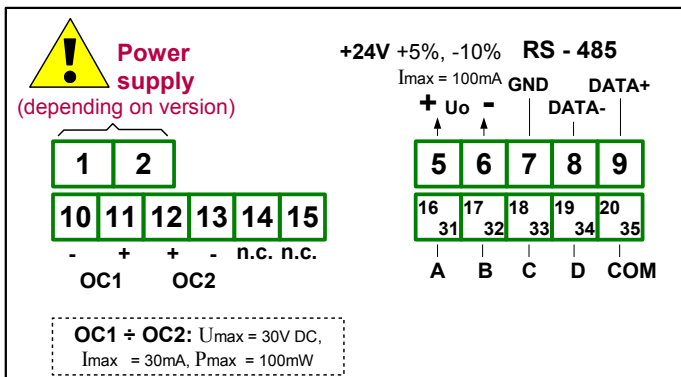 Power
supply
(depending on version)
+24V +5%, -10% RS - 485
Imax = 100mA GND DATA+
+ Uo - DATA-
1 2
5 6 7 8 9
10 11 12 13 14 15
16 31 17 32 18 33 19 34 20 35
- + + - n.c. n.c.
OC1 OC2
A B C D COM
OC1 ÷ OC2: Umax = 30V DC,
Imax = 30mA, Pmax = 100mW